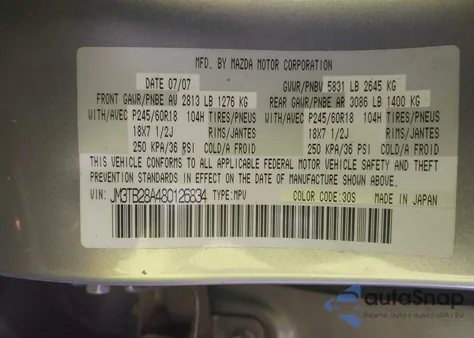 MFD. BY MAZDA MOTOR CORPORATION
DATE 07/07 GVWR/PNBV 5831 LB 2645 KG
FRONT GAWR/PNBE AV 2813 LB 1276 KG REAR GAWR/PNBE AR 3086 LB 1400 KG
WITH/AVEC P245/60R18 104H TIRES/PNEUS WITH/AVEC P245/60R18 104H TIRES/PNEUS
18X7 1/2J RIMS/JANTES 18X7 1/2J RIMS/JANTES
250 KPA/36 PSI COLD/A FROID 250 KPA/36 PSI COLD/A FROID
THIS VEHICLE CONFORMS TO ALL APPLICABLE FEDERAL MOTOR VEHICLE SAFETY AND THEFT
PREVENTION STANDARDS IN EFFECT ON THE DATE OF MANUFACTURE SHOWN ABOVE.
VIN: JM3TB28A480126834 TYPE:MPV COLOR CODE:30S MADE IN JAPAN
autoSnap